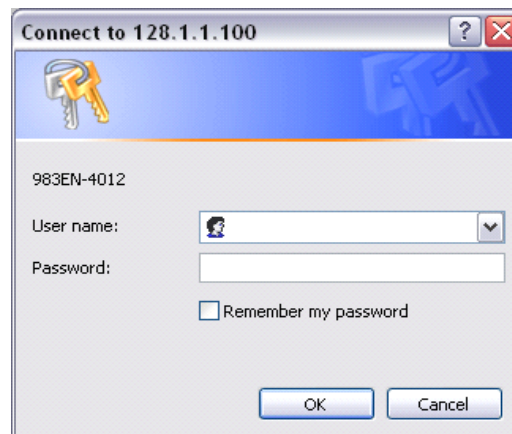 Connect to 128.1.1.100
983EN-4012
User name:
Password:
Remember my password
OK Cancel